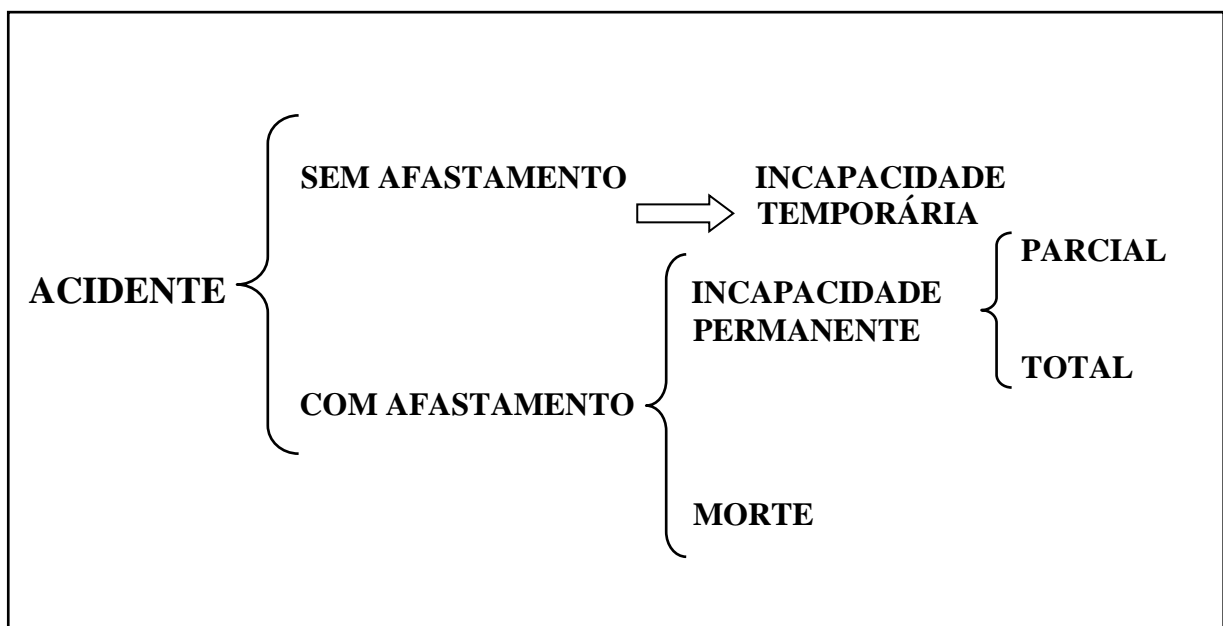 SEM AFASTAMENTO
INCAPACIDADE
TEMPORÁRIA
ACIDENTE
INCAPACIDADE
PERMANENTE
PARCIAL
TOTAL
COM AFASTAMENTO
MORTE